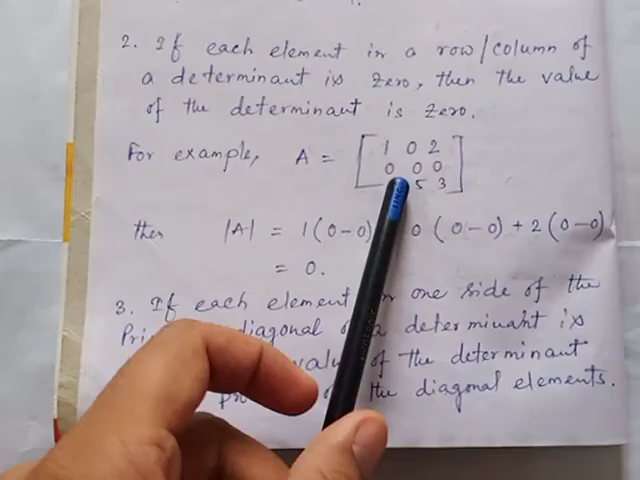 2. If each element in a row/column of
a determinant is zero, then the value
of the determinant is zero.
For example, A = [ 1 0 2
0 0 0
5 3 ]
then |A| = 1(0-0) 0 (0-0) + 2(0-0)
= 0.
3. If each element one side of the
diagonal a determinant is
value of the determinant
the diagonal elements.